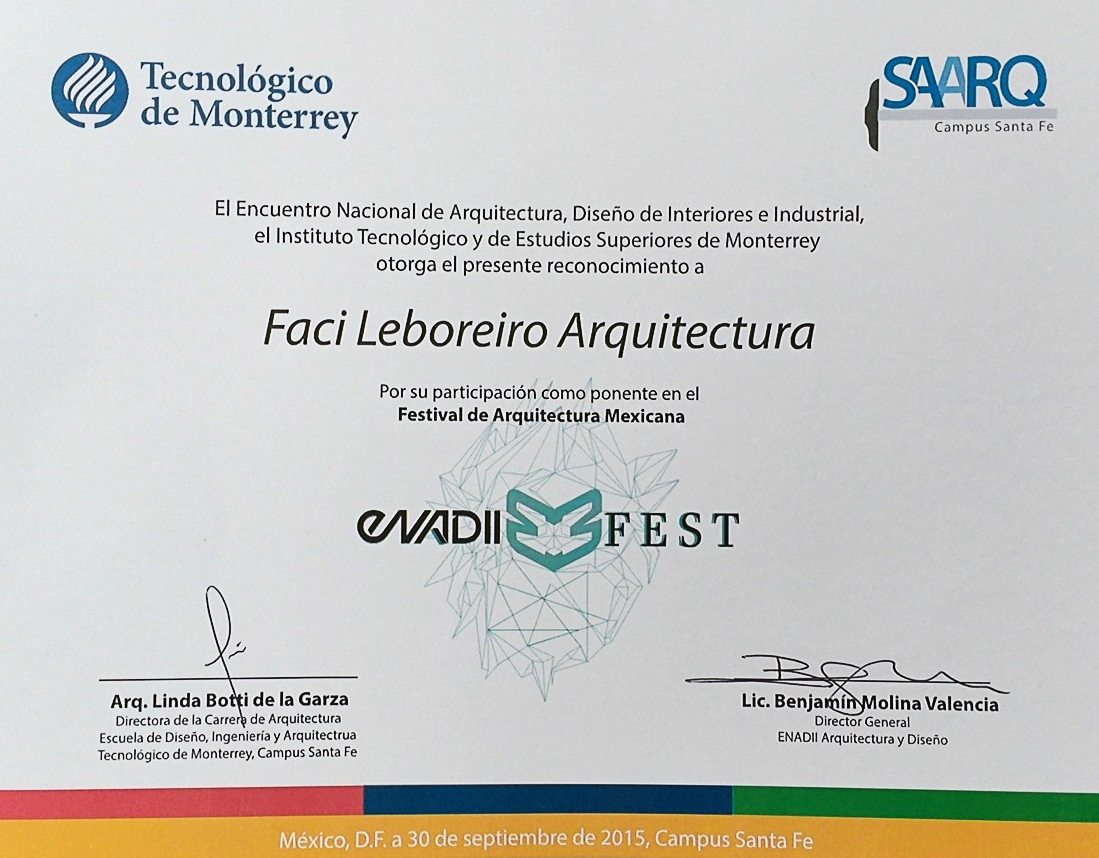 Tecnológico
de Monterrey
SAARQ
Campus Santa Fe
El Encuentro Nacional de Arquitectura, Diseño de Interiores e Industrial,
el Instituto Tecnológico y de Estudios Superiores de Monterrey
otorga el presente reconocimiento a
Faci Leboreiro Arquitectura
Por su participación como ponente en el
Festival de Arquitectura Mexicana
ENADII FEST
Arq. Linda Botti de la Garza
Directora de la Carrera de Arquitectura
Escuela de Diseño, Ingeniería y Arquitectrua
Tecnológico de Monterrey, Campus Santa Fe
Lic. Benjamín Molina Valencia
Director General
ENADII Arquitectura y Diseño
México, D.F. a 30 de septiembre de 2015, Campus Santa Fe